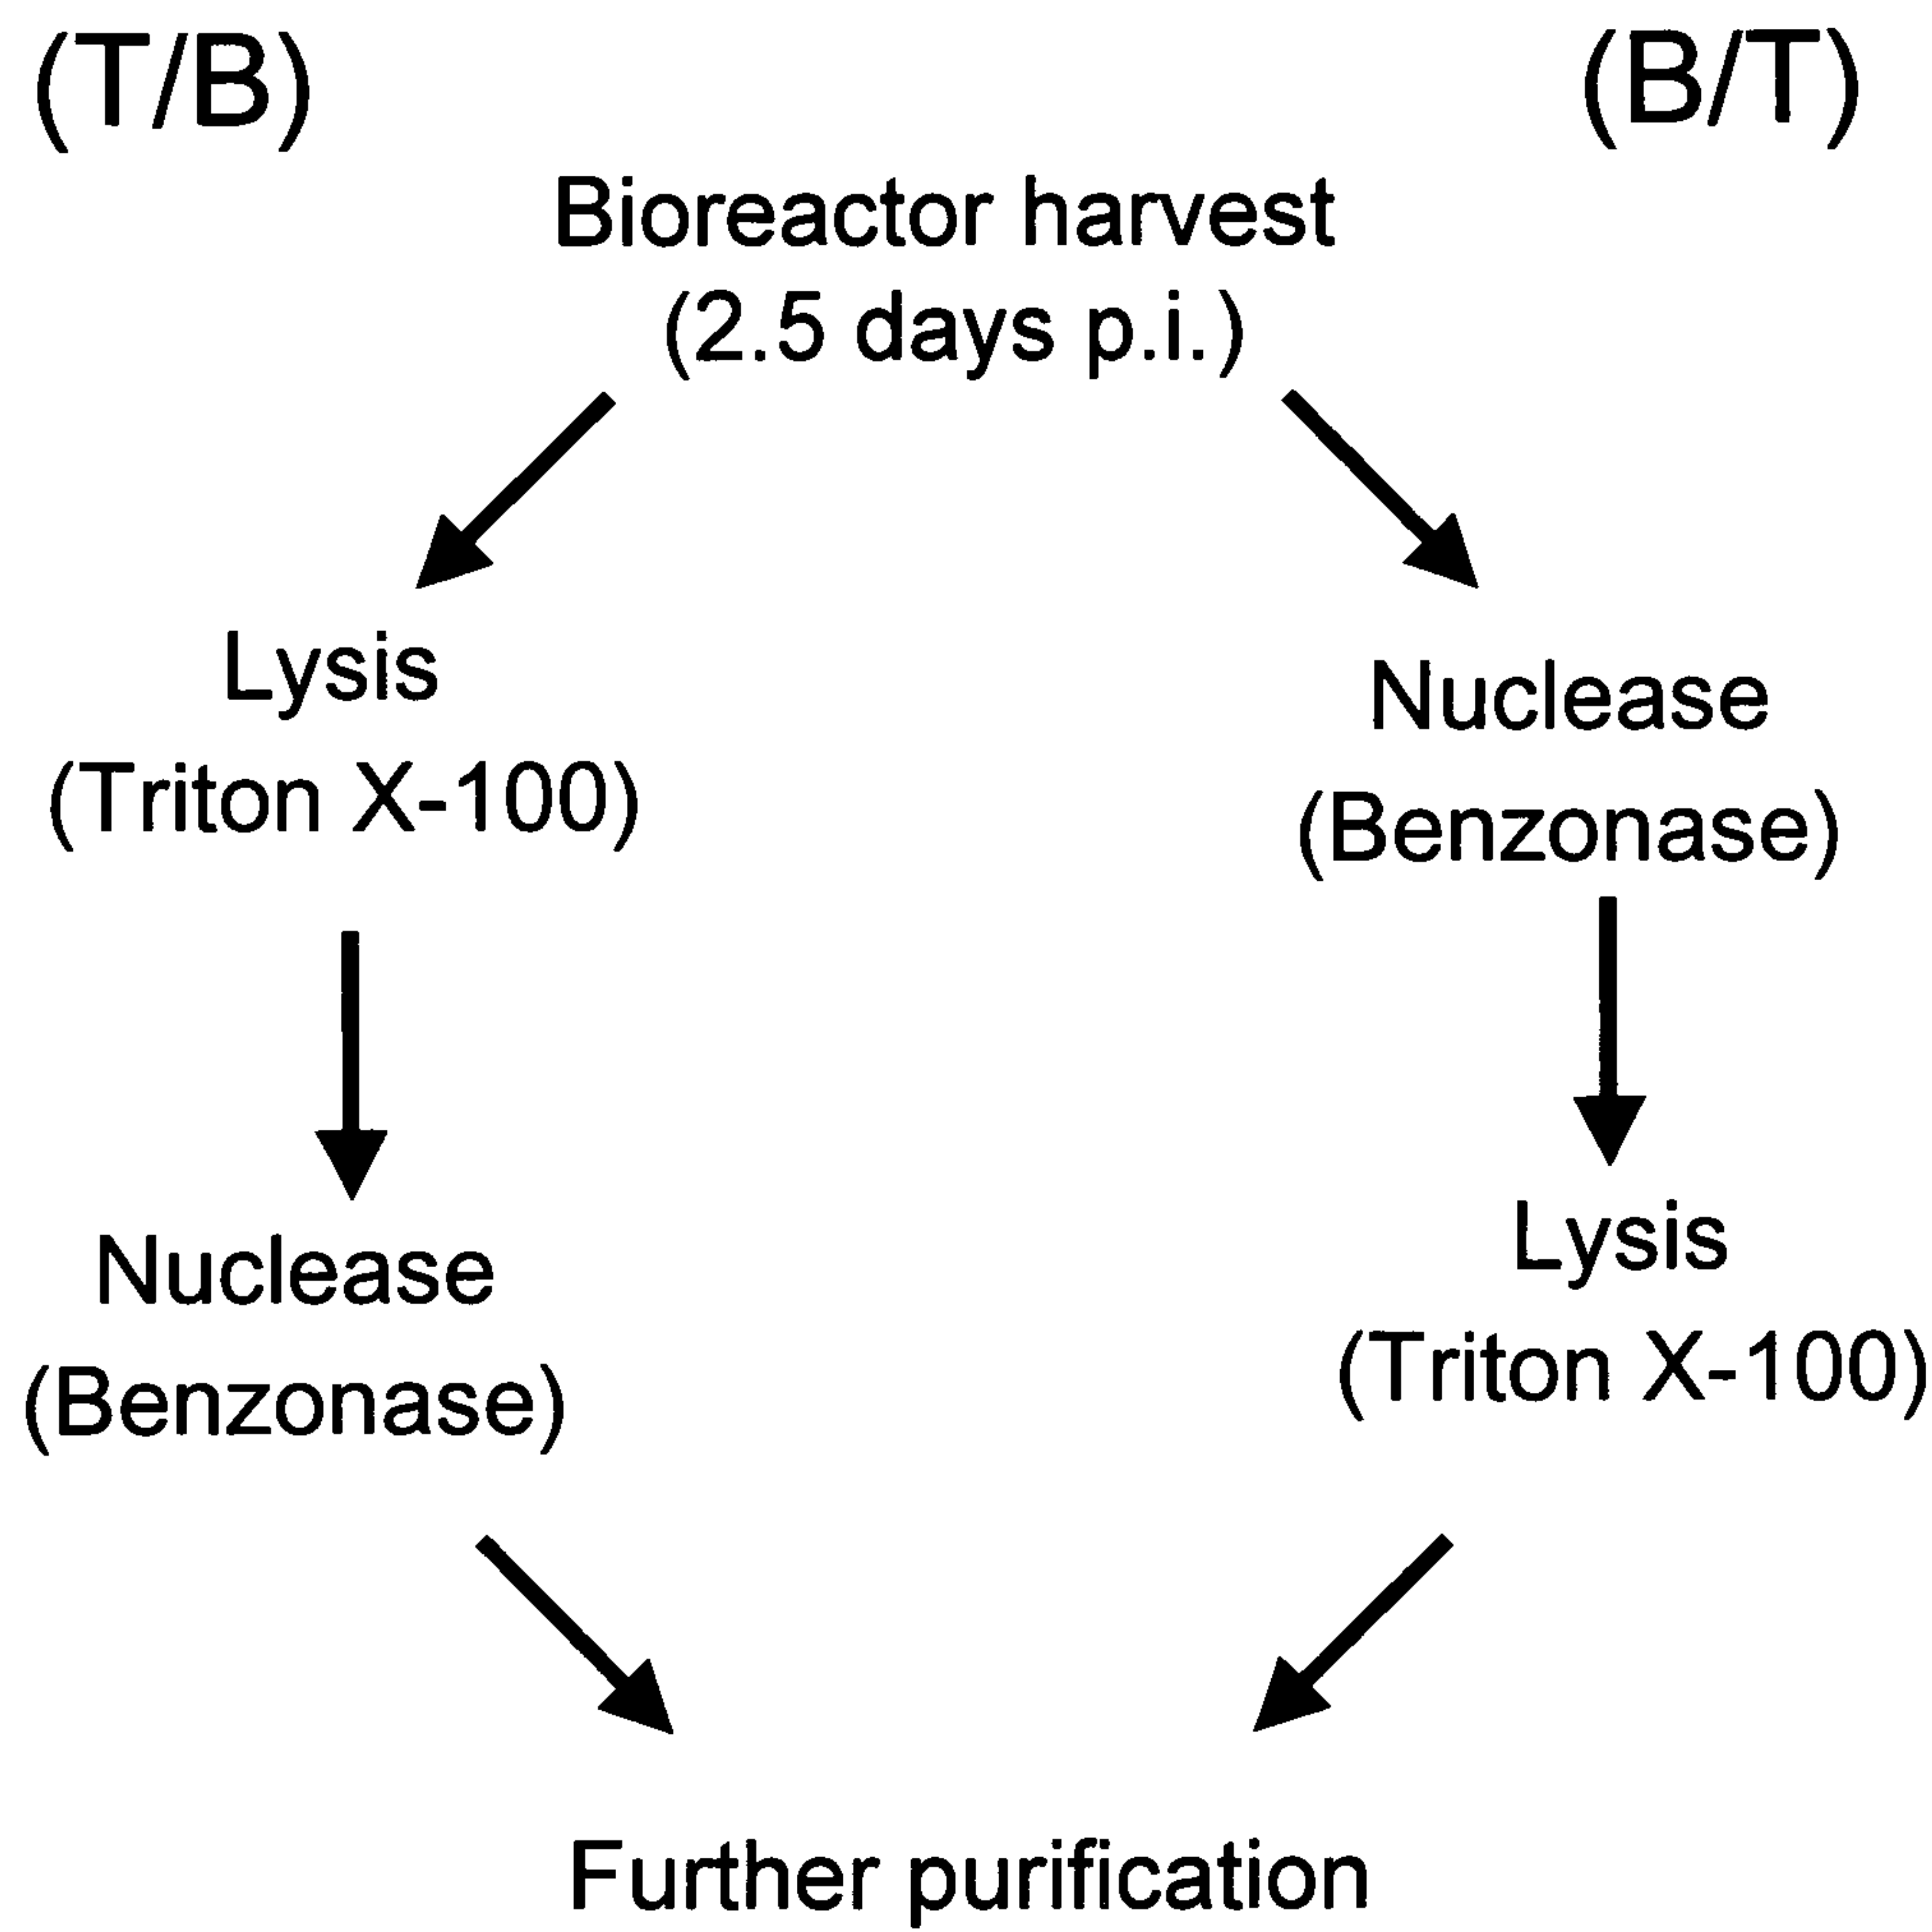 (T/B)
(B/T)
Bioreactor harvest
(2.5 days p.i.)
Lysis
(Triton X-100)
Nuclease
(Benzonase)
Nuclease
(Benzonase)
Lysis
(Triton X-100)
Further purification